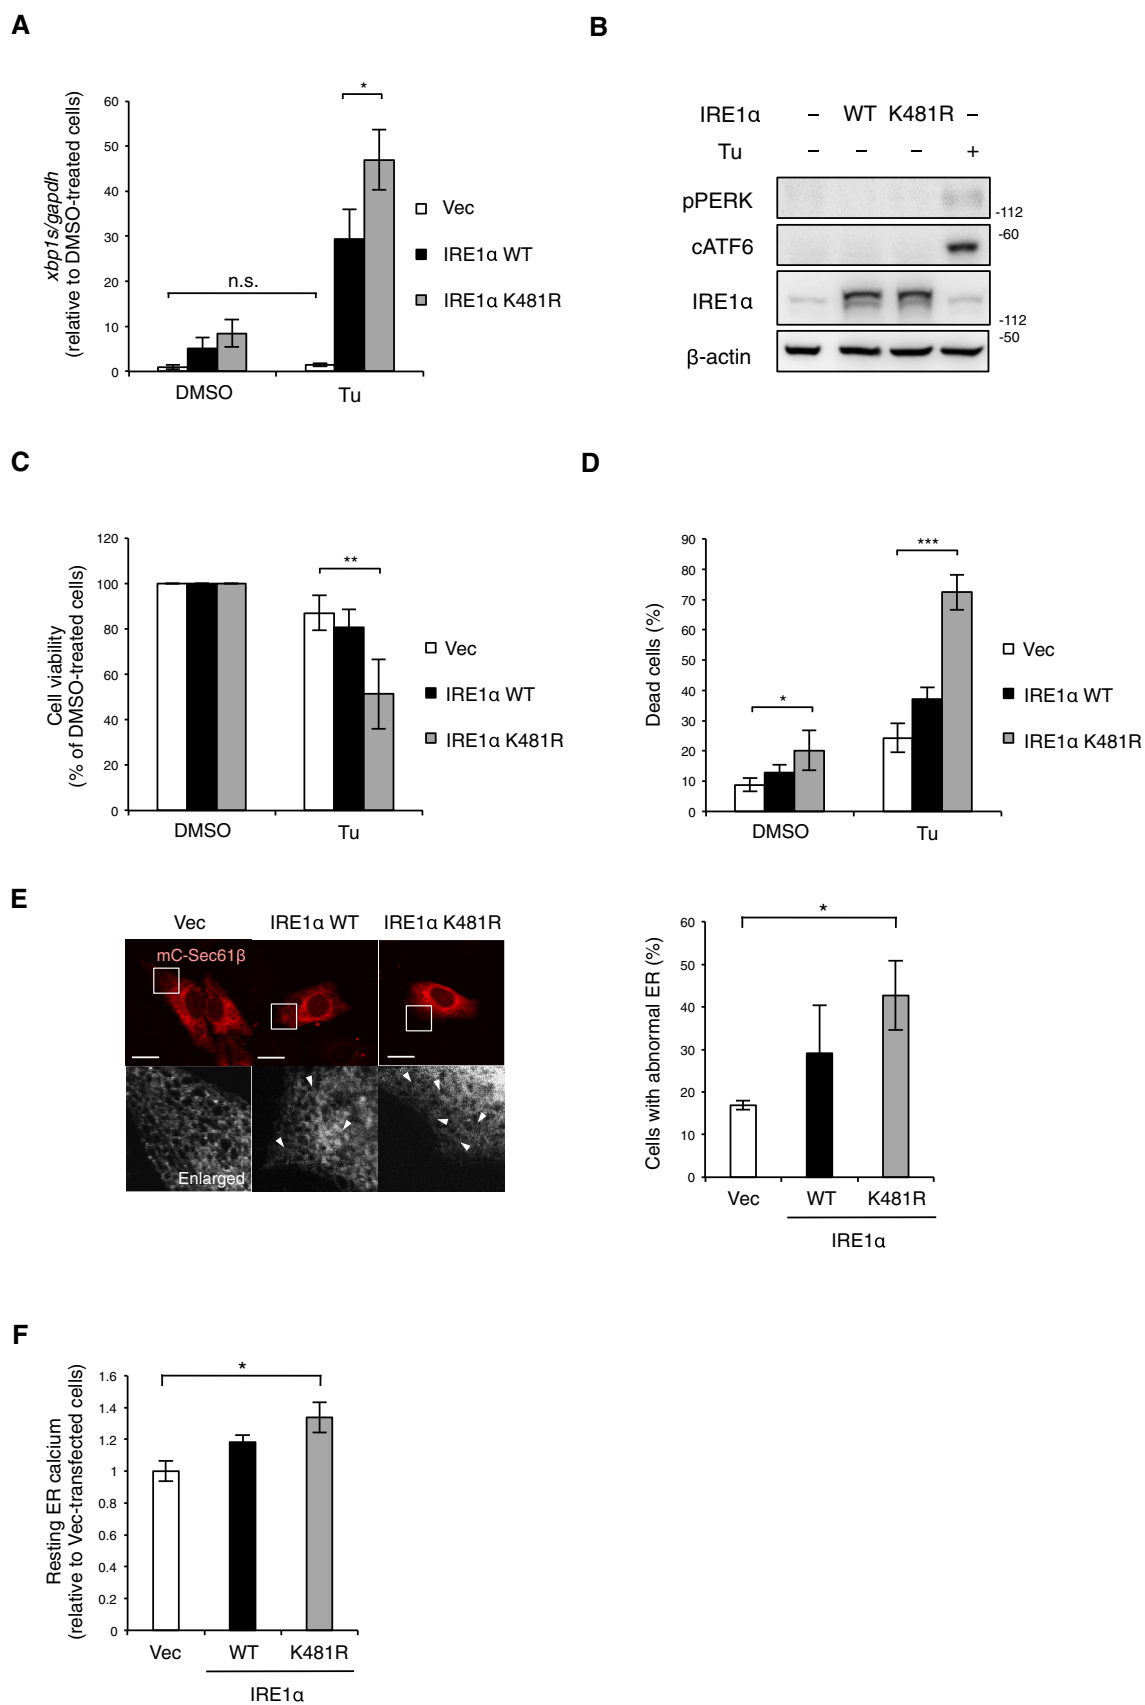 A
xbp1s/gapdh
(relative to DMSO-treated cells)
60
50
40
30
20
10
0
*
n.s.
DMSO
Tu
Vec
IRE1α WT
IRE1α K481R
B
IRE1α – WT K481R –
Tu – – – +
pPERK
-112
cATF6
-60
IRE1α
-112
β-actin
-50
C
Cell viability
(% of DMSO-treated cells)
120
100
80
60
40
20
0
**
DMSO
Tu
Vec
IRE1α WT
IRE1α K481R
D
Dead cells (%)
90
80
70
60
50
40
30
20
10
0
*
***
DMSO
Tu
Vec
IRE1α WT
IRE1α K481R
E
Vec
IRE1α WT
IRE1α K481R
mC-Sec61β
Enlarged
Cells with abnormal ER (%)
60
50
40
30
20
10
0
*
Vec
WT
K481R
IRE1α
F
Resting ER calcium
(relative to Vec-transfected cells)
1.6
1.4
1.2
1
0.8
0.6
0.4
0.2
0
*
Vec
WT
K481R
IRE1α